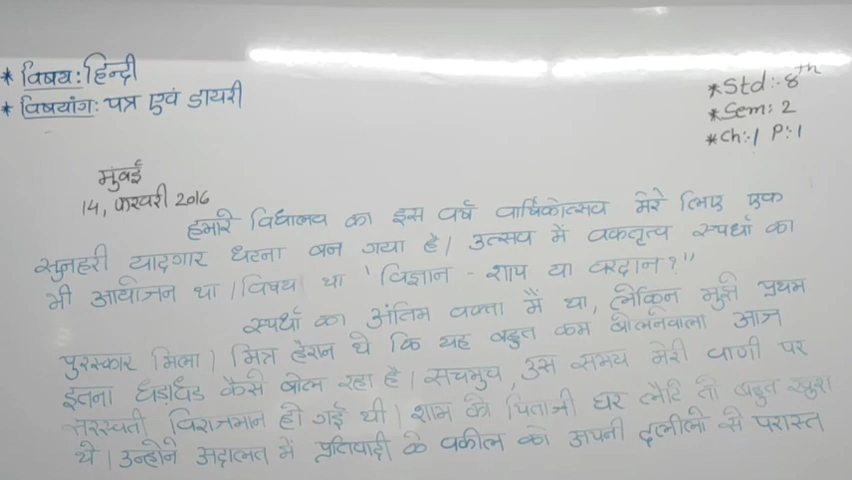 * विषय: हिन्दी
* विषयांग: पत्र एवं डायरी
* Std:- 8th
* Sem: 2
* Ch:-1 P:-1
मुंबई
14, फरवरी 2016
हमारे विद्यालय का इस वर्ष वार्षिकोत्सव मेरे लिए एक
सुनहरी यादगार घटना बन गया है। उत्सव में वकतृत्व स्पर्धा का
भी आयोजन था। विषय था "विज्ञान - शाप या वरदान?"
स्पर्धा का अंतिम वक्ता मैं था, लेकिन मुझे प्रथम
पुरस्कार मिला। मित्र हैरान थे कि यह बहुत कम बोलनेवाला आज
इतना धड़ाधड कैसे बोल रहा है। सचमुच, उस समय मेरी वाणी पर
सरस्वती विराजमान हो गई थी। शाम को पिताजी घर लौटे तो बहुत खुश
थे। उन्होंने अदालत में प्रतिवादी के वकील को अपनी दलीलों से परास्त